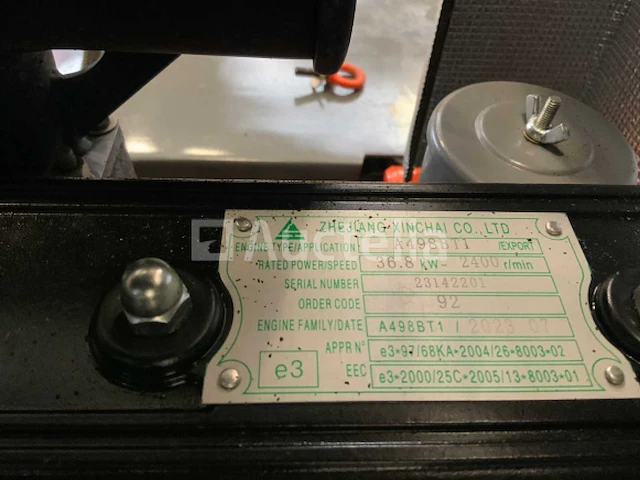 ZHEJIANG XINCHAI CO., LTD
ENGINE TYPE/APPLICATION A498BT1 /EXPORT
RATED POWER/SPEED 36.8 kW- 2400 r/min
SERIAL NUMBER 23142201
ORDER CODE 92
ENGINE FAMILY/DATE A498BT1 / 2023 07
APPR Nº e3*97/68KA*2004/26*8003*02
e3 EEC e3*2000/25C*2005/13*8003*01